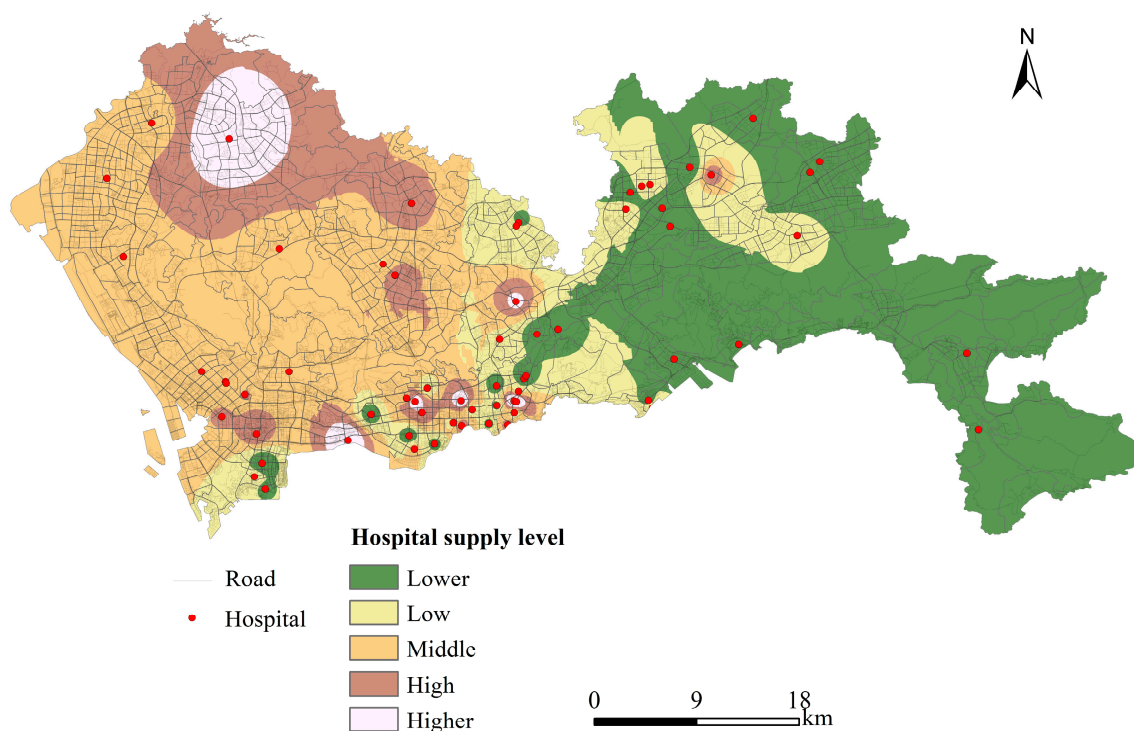 N
Hospital supply level
Road
Hospital
Lower
Low
Middle
High
Higher
0 9 18
km